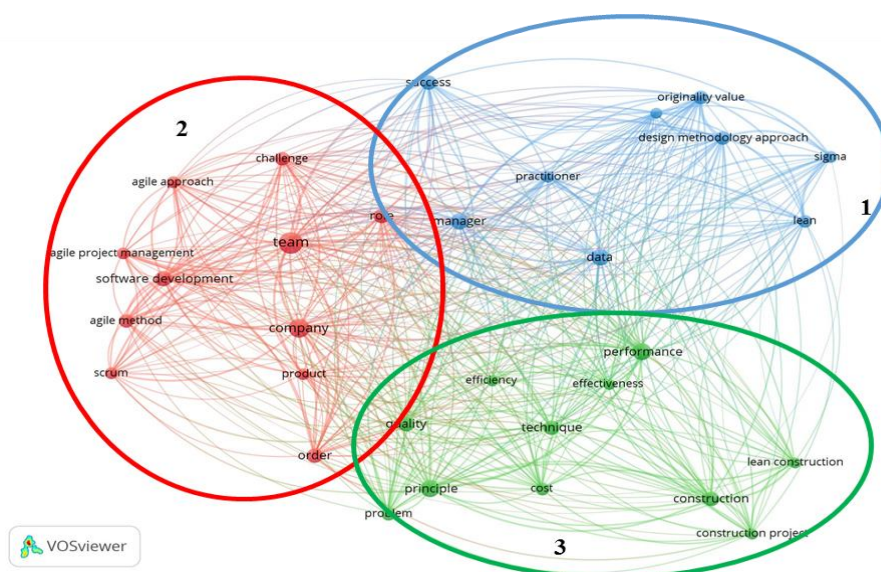 success
originality value
2
design methodology approach
challenge
sigma
agile approach
practitioner
1
role
manager
lean
team
agile project management
data
software development
agile method
company
performance
scrum
product
efficiency
effectiveness
quality
technique
order
lean construction
principle
cost
construction
problem
construction project
3
VOSviewer